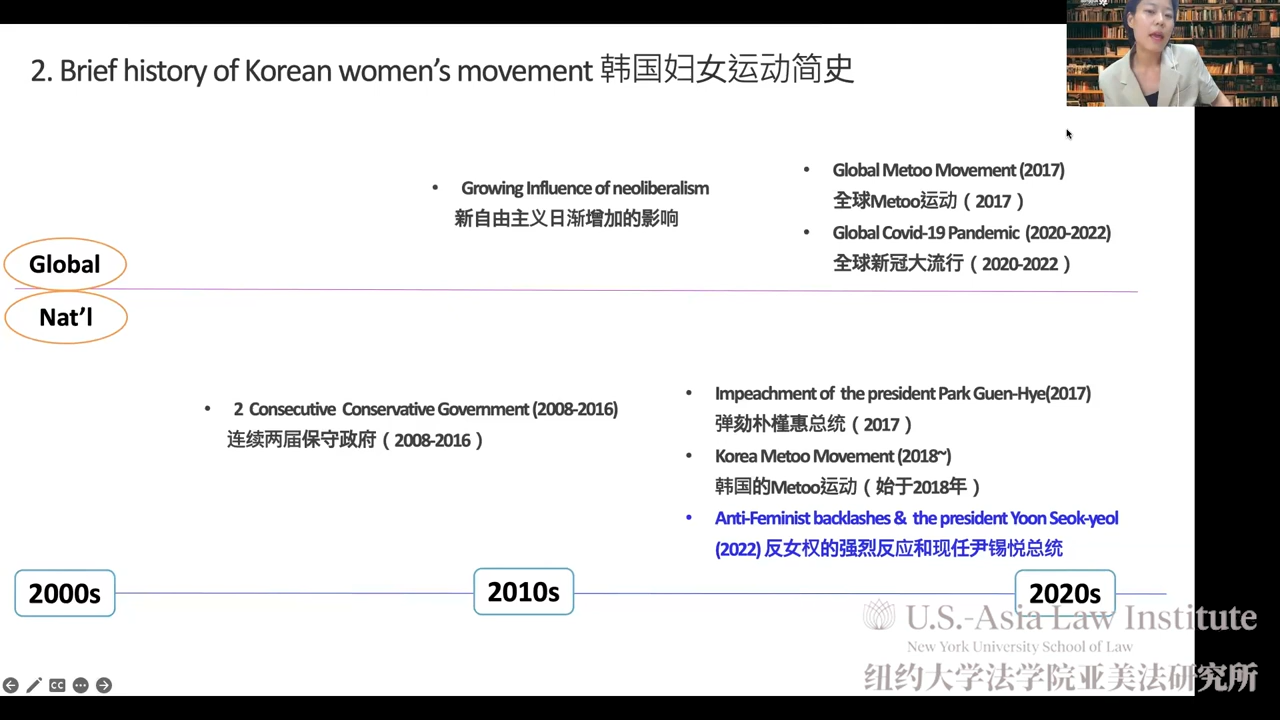 2. Brief history of Korean women's movement 韩国妇女运动简史
• Growing Influence of neoliberalism
新自由主义日渐增加的影响
• Global Metoo Movement (2017)
全球Metoo运动（2017）
• Global Covid-19 Pandemic (2020-2022)
全球新冠大流行（2020-2022）
Global
Nat'l
• 2 Consecutive Conservative Government (2008-2016)
连续两届保守政府（2008-2016）
• Impeachment of the president Park Guen-Hye(2017)
弹劾朴槿惠总统（2017）
• Korea Metoo Movement (2018~)
韩国的Metoo运动（始于2018年）
• Anti-Feminist backlashes & the president Yoon Seok-yeol
(2022) 反女权的强烈反应和现任尹锡悦总统
2000s
2010s
2020s
U.S.-Asia Law Institute
New York University School of Law
纽约大学法学院亚美法研究所
CC